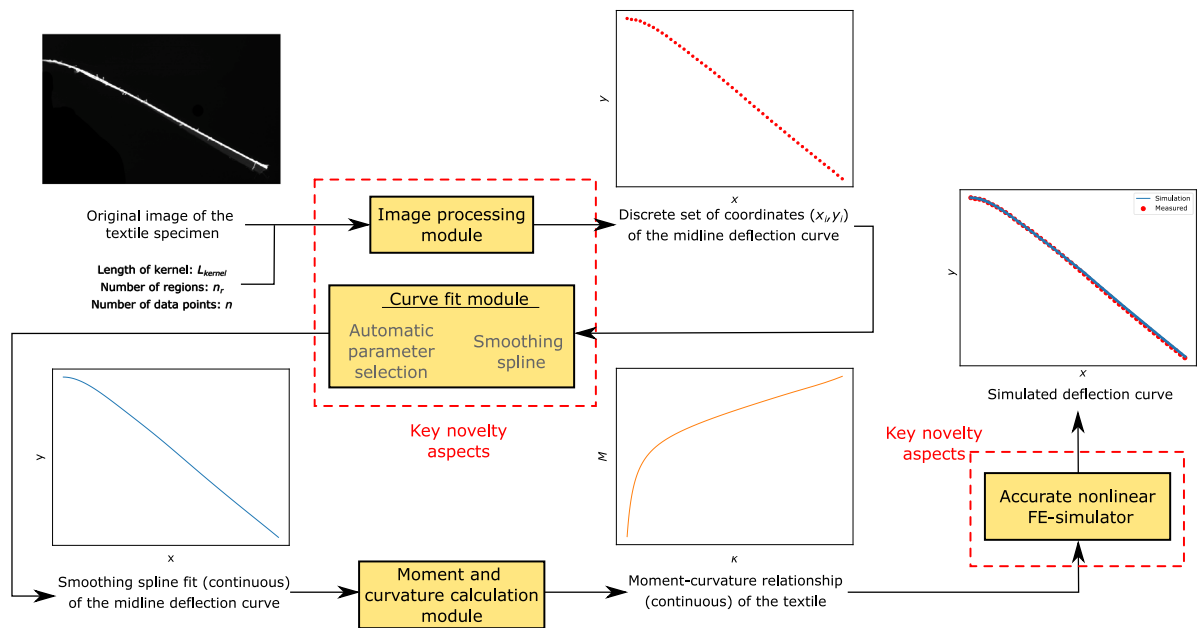 y
x
Original image of the
textile specimen
Image processing
module
Discrete set of coordinates (xᵢ,yᵢ)
of the midline deflection curve
Length of kernel: L_kernel
Number of regions: n_r
Number of data points: n
Curve fit module
Automatic
parameter
selection
Smoothing
spline
Key novelty
aspects
y
x
Smoothing spline fit (continuous)
of the midline deflection curve
Moment and
curvature calculation
module
M
κ
Moment-curvature relationship
(continuous) of the textile
Simulation
Measured
y
x
Simulated deflection curve
Key novelty
aspects
Accurate nonlinear
FE-simulator